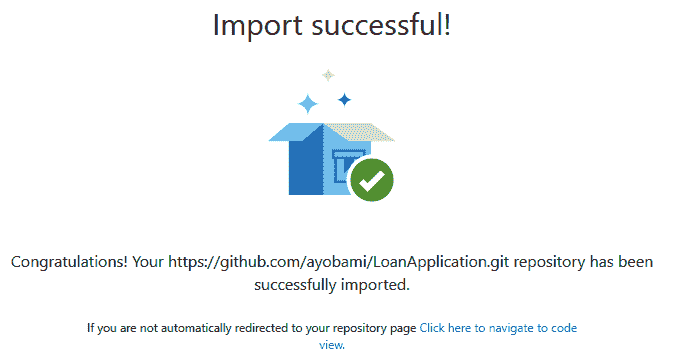 Import successful!
Congratulations! Your https://github.com/ayobami/LoanApplication.git repository has been
successfully imported.
If you are not automatically redirected to your repository page Click here to navigate to code
view.